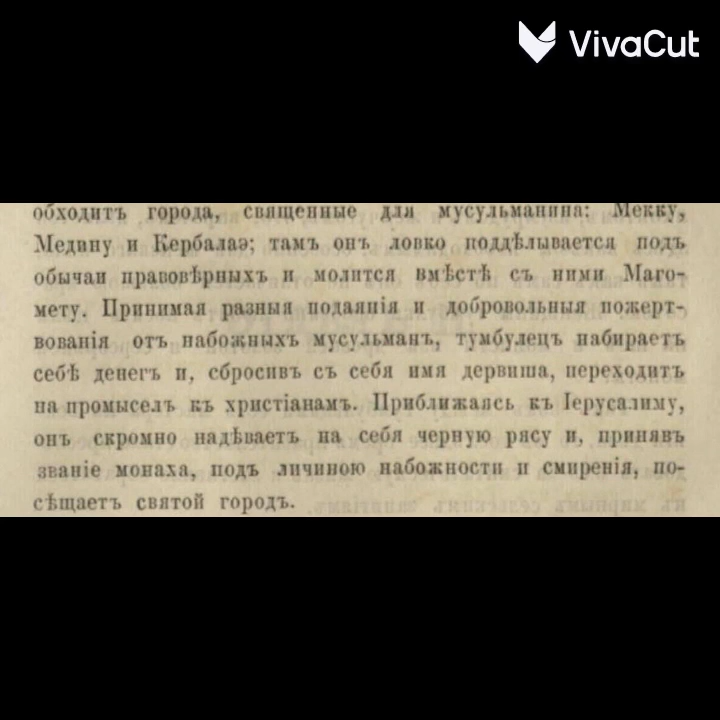 VivaCut
обходитъ города, священные для мусульманина: Мекку,
Медину и Кербалаэ; тамъ онъ ловко поддѣлывается подъ
обычаи правовѣрныхъ и молится вмѣстѣ съ ними Маго-
мету. Принимая разныя подаянія и добровольныя пожерт-
вованія отъ набожныхъ мусульманъ, тумбулецъ набираетъ
себѣ денегъ и, сбросивъ съ себя имя дервиша, переходитъ
на промыселъ къ христіанамъ. Приближаясь къ Іерусалиму,
онъ скромно надѣваетъ на себя черную рясу и, принявъ
званіе монаха, подъ личиною набожности и смиренія, по-
сѣщаетъ святой городъ.